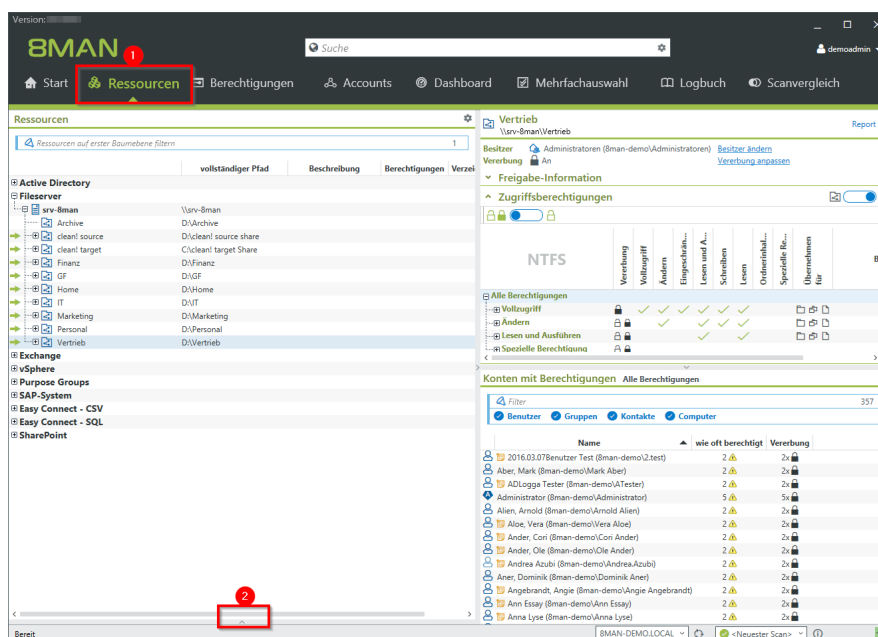 Version:
8MAN
1
Suche
demoadmin
Start
Ressourcen
Berechtigungen
Accounts
Dashboard
Mehrfachauswahl
Logbuch
Scanvergleich
Ressourcen
Ressourcen auf erster Baumebene filtern
1
vollständiger Pfad Beschreibung Berechtigungen Verzei
Active Directory
Fileserver
srv-8man \\srv-8man
Archive D:\Archive
clean! source D:\clean! source share
clean! target C:\clean! target Share
Finanz D:\Finanz
GF D:\GF
Home D:\Home
IT D:\IT
Marketing D:\Marketing
Personal D:\Personal
Vertrieb D:\Vertrieb
Exchange
vSphere
Purpose Groups
SAP-System
Easy Connect - CSV
Easy Connect - SQL
SharePoint
2
Bereit
Vertrieb
\\srv-8man\Vertrieb
Report
Besitzer Administratoren (8man-demo\Administratoren) Besitzer ändern
Vererbung An Vererbung anpassen
Freigabe-Information
Zugriffsberechtigungen
NTFS
Vererbung
Vollzugriff
Ändern
Eingeschrän...
Lesen und A...
Schreiben
Lesen
Ordnerinhal...
Spezielle Re...
Übernehmen für
B
Alle Berechtigungen
Vollzugriff
Ändern
Lesen und Ausführen
Spezielle Berechtigung
Konten mit Berechtigungen Alle Berechtigungen
Filter 357
Benutzer Gruppen Kontakte Computer
Name wie oft berechtigt Vererbung
2016.03.07Benutzer Test (8man-demo\2.test) 2 2x
Aber, Mark (8man-demo\Mark Aber) 2 2x
ADLogga Tester (8man-demo\ATester) 2 2x
Administrator (8man-demo\Administrator) 5 5x
Alien, Arnold (8man-demo\Arnold Alien) 2 2x
Aloe, Vera (8man-demo\Vera Aloe) 2 2x
Ander, Cori (8man-demo\Cori Ander) 2 2x
Ander, Ole (8man-demo\Ole Ander) 2 2x
Andrea Azubi (8man-demo\Andrea.Azubi) 2 2x
Aner, Dominik (8man-demo\Dominik Aner) 2 2x
Angebrandt, Angie (8man-demo\Angie Angebrandt) 2 2x
Ann Essay (8man-demo\Ann Essay) 2 2x
Anna Lyse (8man-demo\Anna Lyse) 2 2x
8MAN-DEMO.LOCAL
<Neuester Scan>